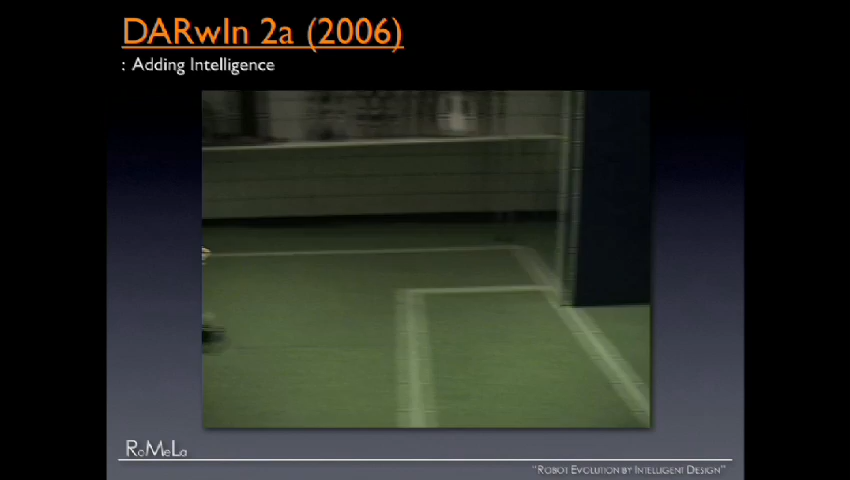 DARwIn 2a (2006)
: Adding Intelligence
RoMeLa
"Robot Evolution by Intelligent Design"